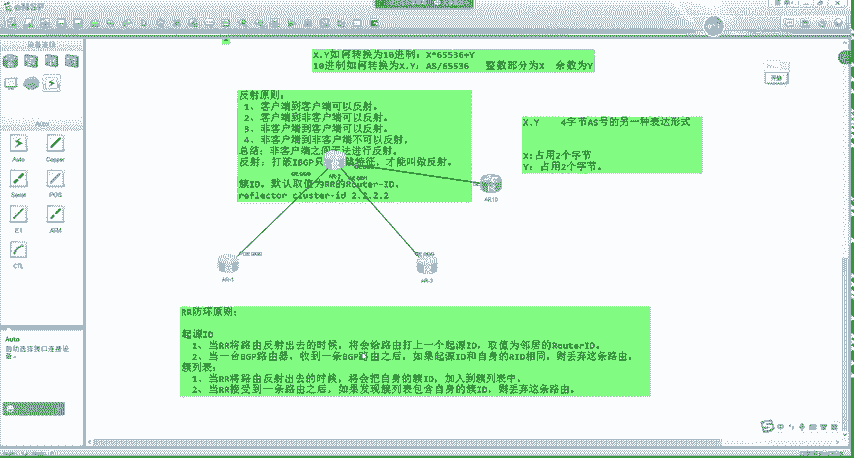 eNSP
X.Y如何转换为10进制：X*65536+Y
10进制如何转换为X.Y：AS/65536 整数部分为X 余数为Y
反射原则：
1、客户端到客户端可以反射。
2、客户端到非客户端可以反射。
3、非客户端到客户端可以反射。
4、非客户端到非客户端不可以反射。
总结：非客户端之间无法进行反射。
反射：打破IBGP只 特征，才能叫做反射。
簇ID。默认取值为RR的Router-ID。
reflector cluster-id 2.2.2.2
X.Y 4字节AS号的另一种表达形式
X：占用2个字节
Y：占用2个字节。
Auto
Auto
Copper
Serial
POS
E1
ATM
CTL
AR10
AR-1
AR-3
RR防环原则：
起源ID
1、当RR将路由反射出去的时候，将会给路由打上一个起源ID，取值为邻居的RouterID。
2、当一台BGP路由器，收到一条BGP路由之后，如果起源ID和自身的RID相同，则丢弃这条路由。
簇列表：
1、当RR将路由反射出去的时候，将会把自身的簇ID，加入到簇列表中。
2、当RR接受到一条路由之后，如果发现簇列表包含自身的簇ID，则丢弃这条路由。
Auto